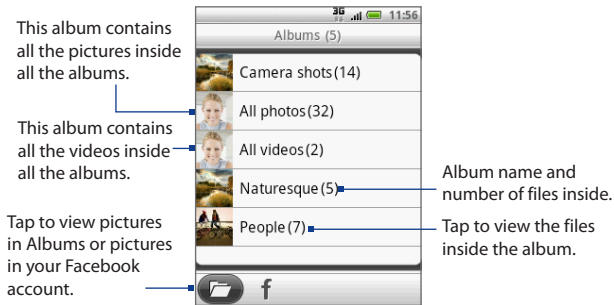 This album contains
all the pictures inside
all the albums.
This album contains
all the videos inside
all the albums.
Tap to view pictures
in Albums or pictures
in your Facebook
account.
3G
11:56
Albums (5)
Camera shots(14)
All photos(32)
All videos(2)
Naturesque(5)
People(7)
f
Album name and
number of files inside.
Tap to view the files
inside the album.